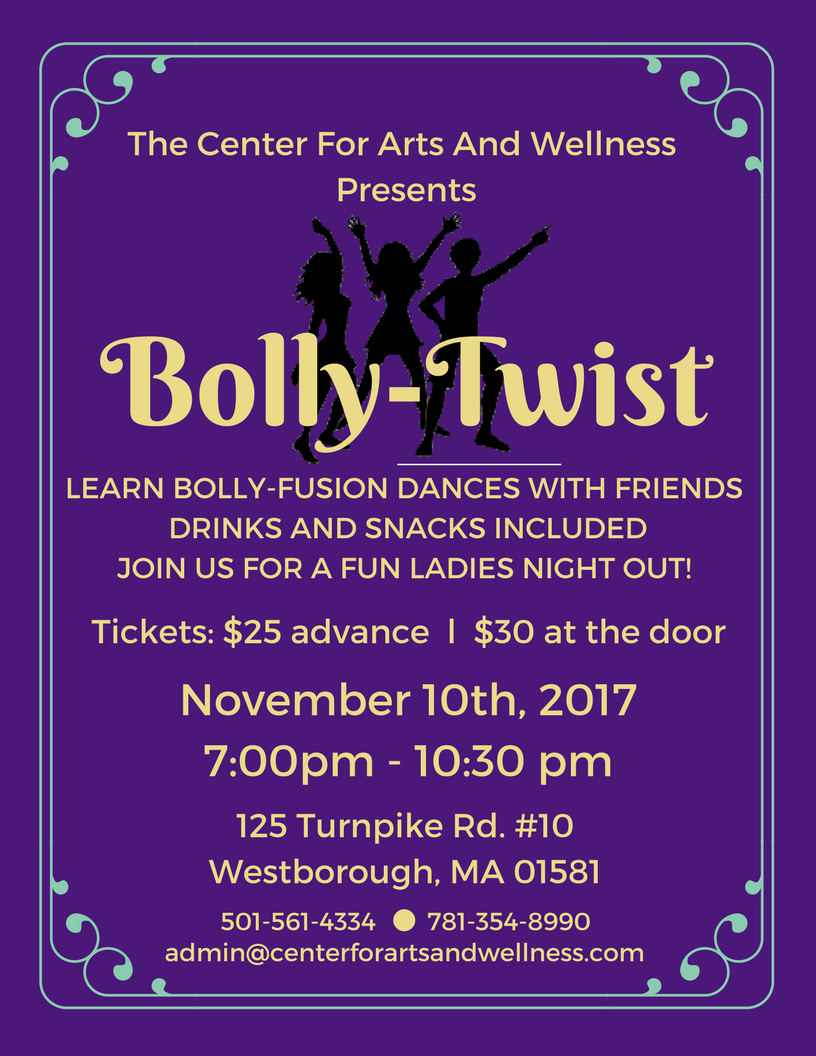 The Center For Arts And Wellness
Presents
Bolly-Twist
LEARN BOLLY-FUSION DANCES WITH FRIENDS
DRINKS AND SNACKS INCLUDED
JOIN US FOR A FUN LADIES NIGHT OUT!
Tickets: $25 advance l $30 at the door
November 10th, 2017
7:00pm - 10:30 pm
125 Turnpike Rd. #10
Westborough, MA 01581
501-561-4334 ● 781-354-8990
admin@centerforartsandwellness.com